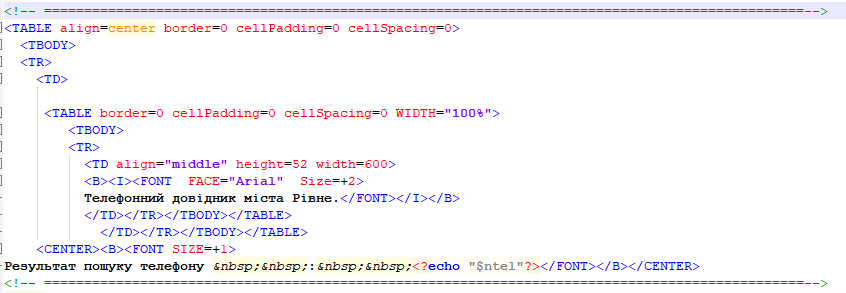 <!-- ===============================================================================================-->
<TABLE align=center border=0 cellPadding=0 cellSpacing=0>
<TBODY>
<TR>
<TD>
<TABLE border=0 cellPadding=0 cellSpacing=0 WIDTH="100%">
<TBODY>
<TR>
<TD align="middle" height=52 width=600>
<B><I><FONT  FACE="Arial"  Size=+2>
Телефонний довідник міста Рівне.</FONT></I></B>
</TD></TR></TBODY></TABLE>
</TD></TR></TBODY></TABLE>
<CENTER><B><FONT SIZE=+1>
Результат пошуку телефону &nbsp;&nbsp;:&nbsp;&nbsp;<?echo "$ntel"?></FONT></B></CENTER>
<!-- ===============================================================================================-->